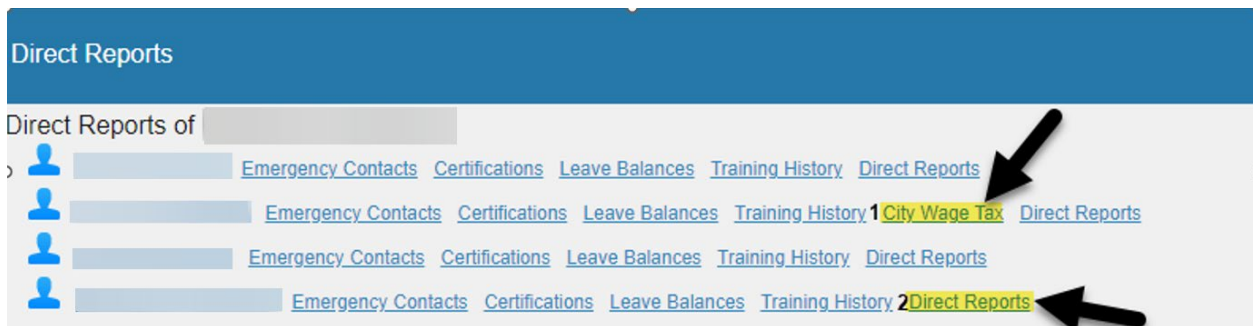 Direct Reports
Direct Reports of
Emergency Contacts Certifications Leave Balances Training History Direct Reports
Emergency Contacts Certifications Leave Balances Training History 1 City Wage Tax Direct Reports
Emergency Contacts Certifications Leave Balances Training History Direct Reports
Emergency Contacts Certifications Leave Balances Training History 2 Direct Reports